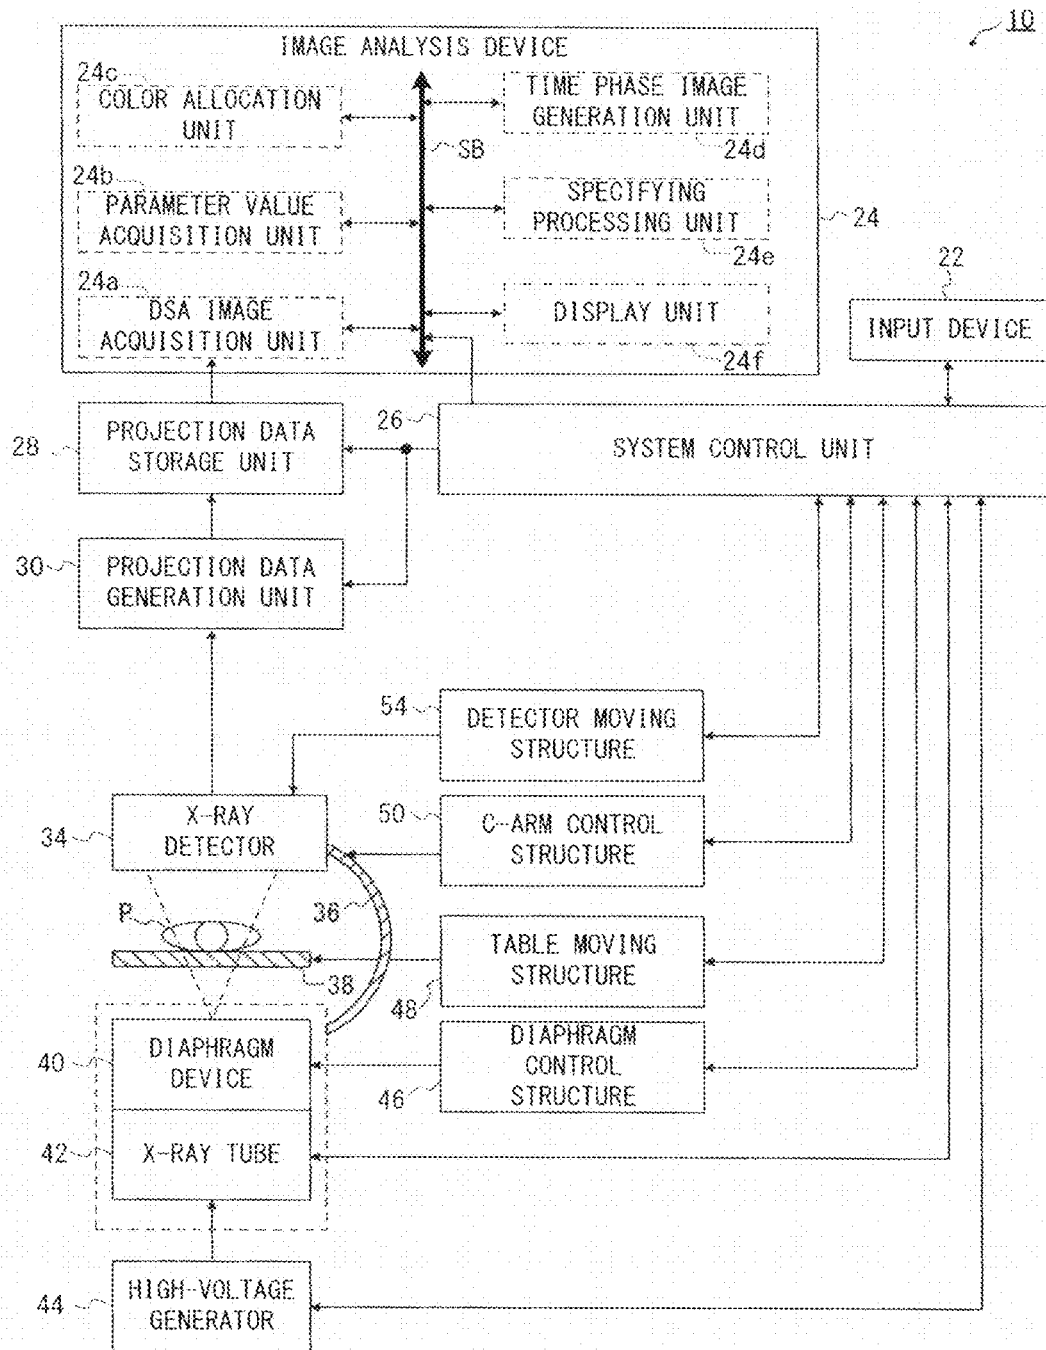 10
IMAGE ANALYSIS DEVICE
24c
COLOR ALLOCATION
UNIT
TIME PHASE IMAGE
GENERATION UNIT
24d
SB
24b
PARAMETER VALUE
ACQUISITION UNIT
SPECIFYING
PROCESSING UNIT
24e
24
24a
DSA IMAGE
ACQUISITION UNIT
DISPLAY UNIT
24f
22
INPUT DEVICE
26
SYSTEM CONTROL UNIT
28
PROJECTION DATA
STORAGE UNIT
30
PROJECTION DATA
GENERATION UNIT
54
DETECTOR MOVING
STRUCTURE
34
X-RAY
DETECTOR
50
C-ARM CONTROL
STRUCTURE
36
P
38
TABLE MOVING
STRUCTURE
48
40
DIAPHRAGM
DEVICE
DIAPHRAGM
CONTROL
STRUCTURE
46
42
X-RAY TUBE
44
HIGH-VOLTAGE
GENERATOR